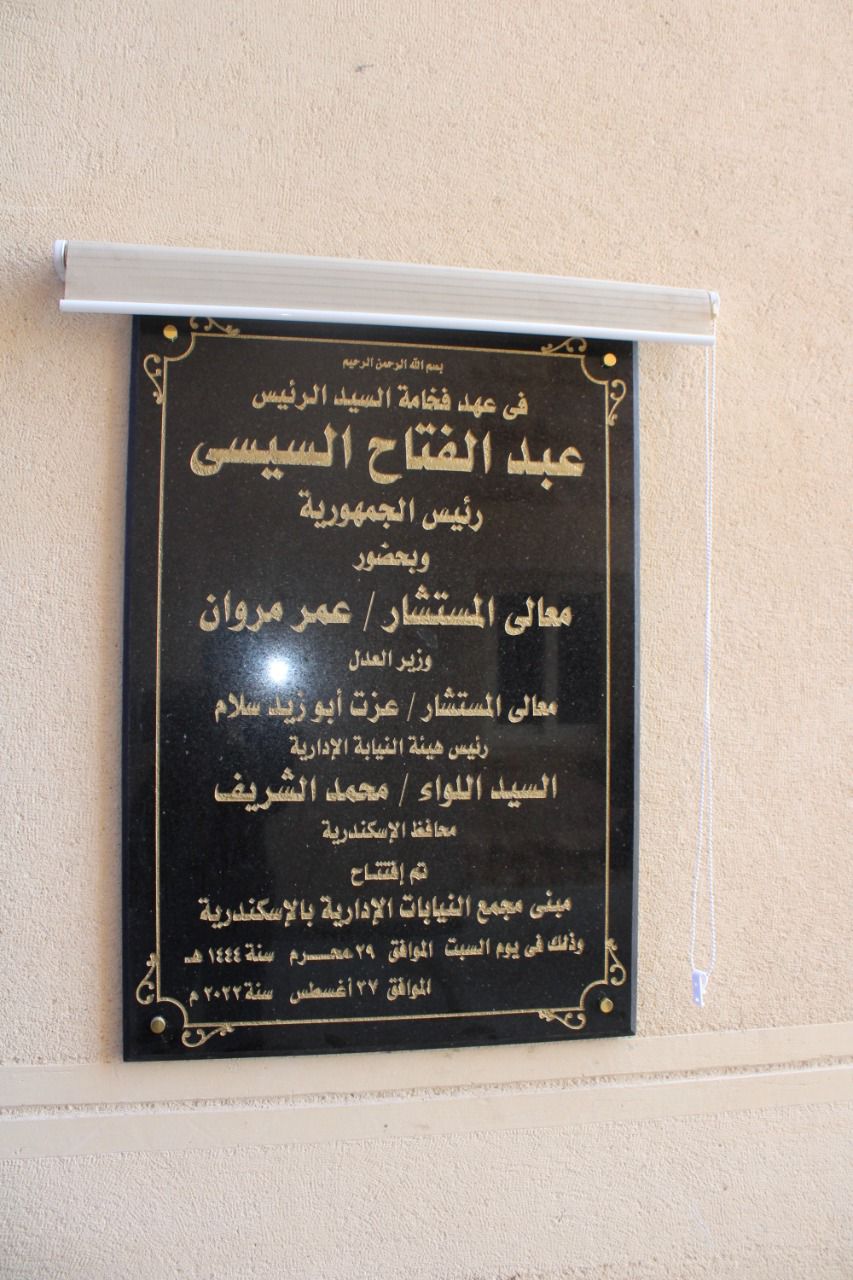 بسم الله الرحمن الرحيم
فى عهد فخامة السيد الرئيس
عبد الفتاح السيسى
رئيس الجمهورية
وبحضور
معالى المستشار / عمر مروان
وزير العدل
معالى المستشار / عزت أبو زيد سلام
رئيس هيئة النيابة الإدارية
السيد اللواء / محمد الشريف
محافظ الإسكندرية
تم إفتتاح
مبنى مجمع النيابات الإدارية بالإسكندرية
وذلك فى يوم السبت الموافق ٢٩ محـــرم سنة ١٤٤٤ هـ
الموافق ٢٧ أغسطس سنة ٢٠٢٢ م